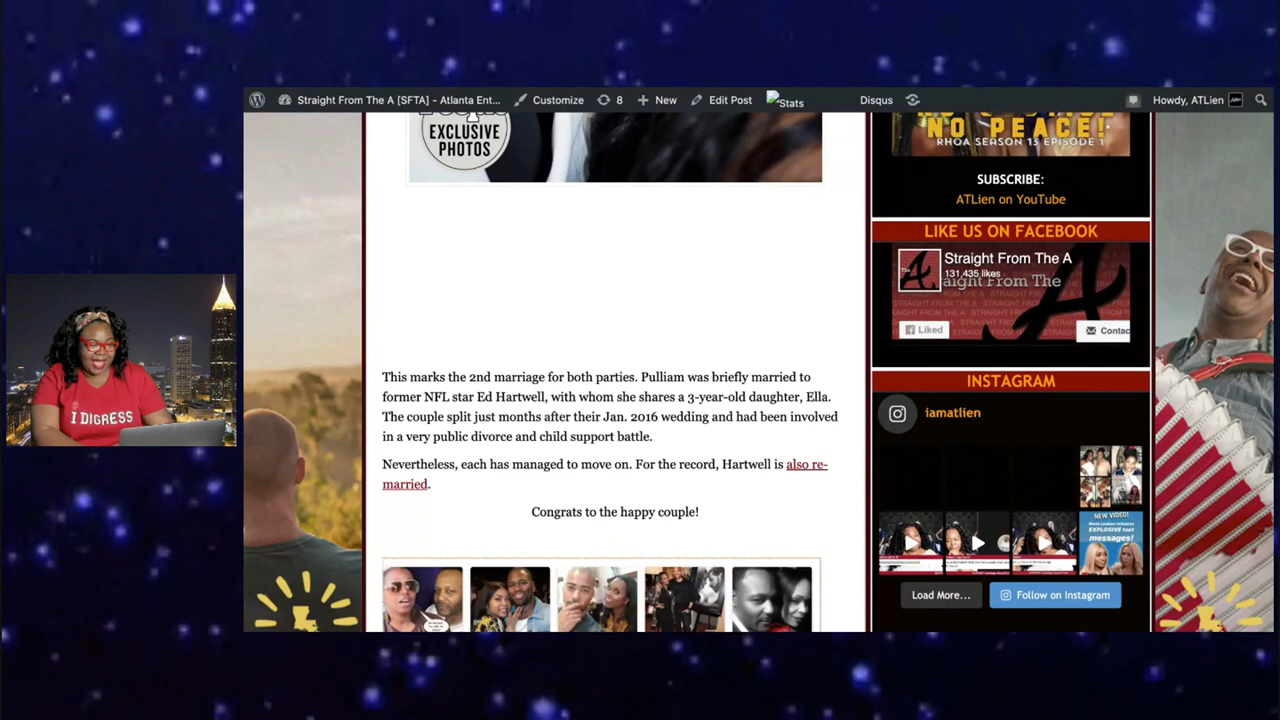 Straight From The A [SFTA] - Atlanta Ent...
Customize
8
New
Edit Post
Stats
Disqus
Howdy, ATLien
EXCLUSIVE
PHOTOS
This marks the 2nd marriage for both parties. Pulliam was briefly married to
former NFL star Ed Hartwell, with whom she shares a 3-year-old daughter, Ella.
The couple split just months after their Jan. 2016 wedding and had been involved
in a very public divorce and child support battle.
Nevertheless, each has managed to move on. For the record, Hartwell is also re-
married.
Congrats to the happy couple!
NO PEACE!
RHOA SEASON 13 EPISODE 1
SUBSCRIBE:
ATLien on YouTube
LIKE US ON FACEBOOK
Straight From The A
131,435 likes
Liked
Contac
INSTAGRAM
iamatlien
NEW VIDEO!
EXPLOSIVE text
messages!
Load More...
Follow on Instagram
I DIGRESS